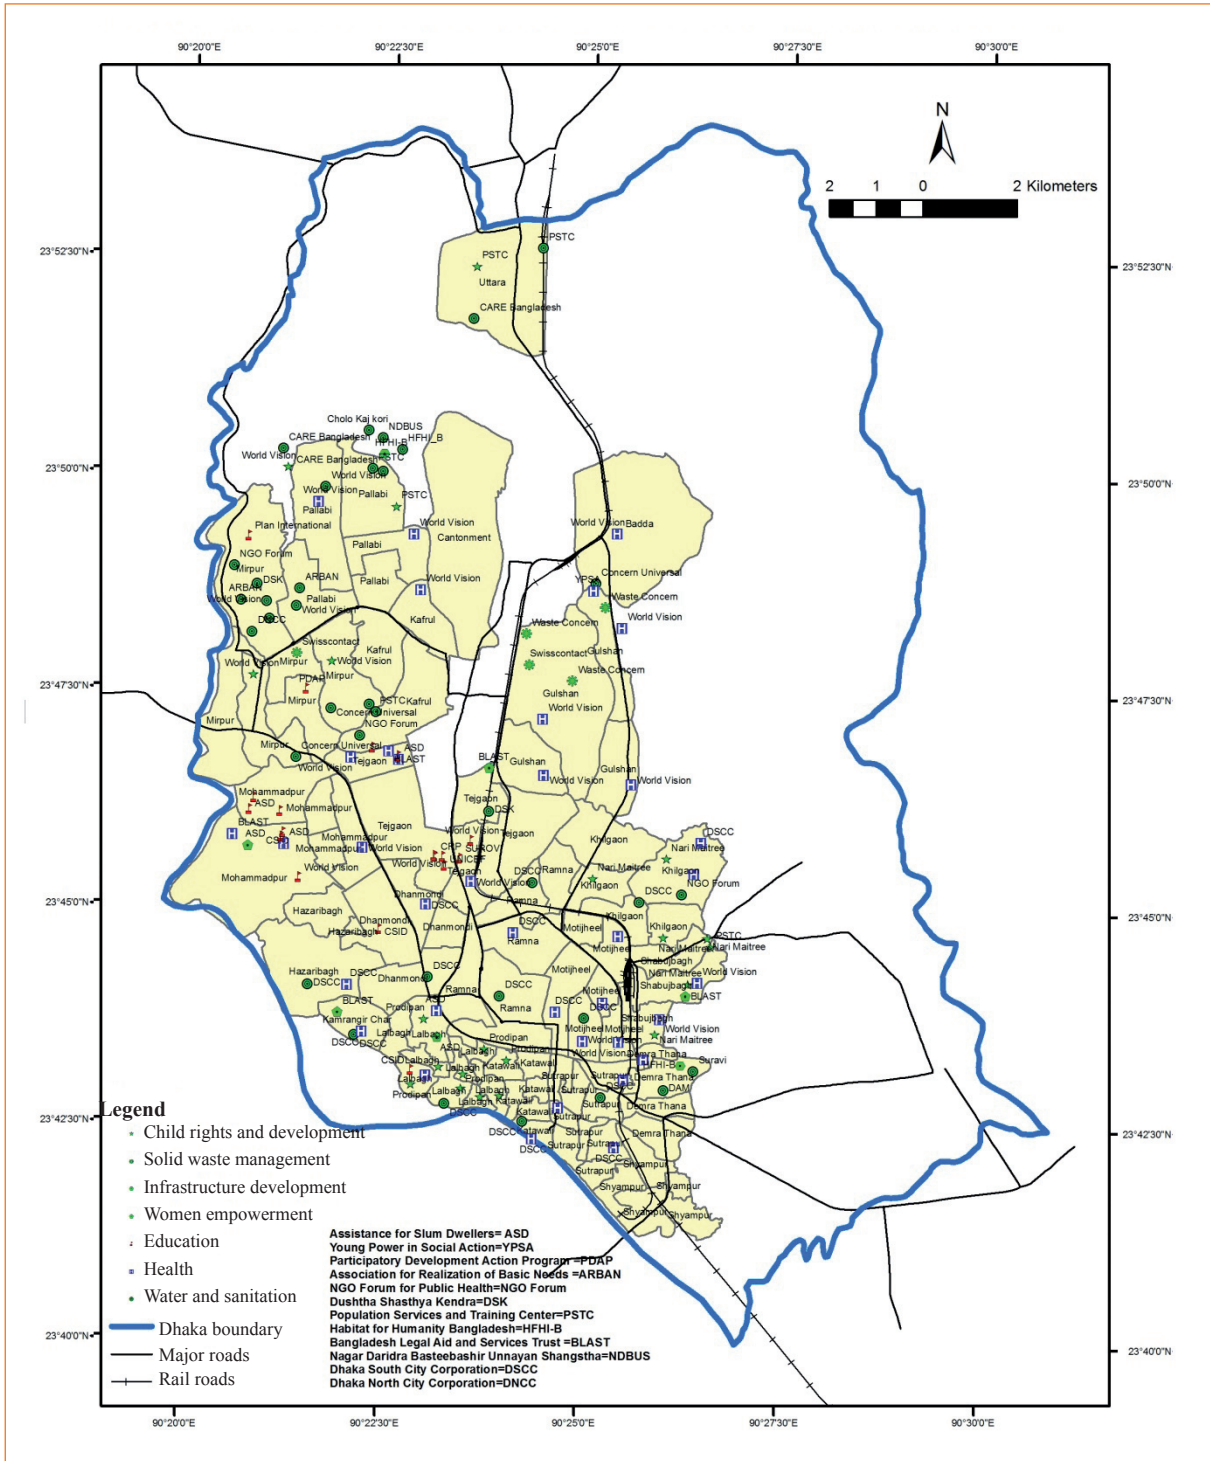 90°20'0"E 90°22'30"E 90°25'0"E 90°27'30"E 90°30'0"E
N
2 1 0 2 Kilometers
23°52'30"N
23°52'30"N
PSTC
PSTC
Uttara
CARE Bangladesh
Cholo Kaj kori
NDBUS
CARE Bangladesh
HFHI-B
HFHI_B
World Vision
CARE Bangladesh
PSTC
23°50'0"N
23°50'0"N
World Vision
World Vision
Pallabi
Pallabi
PSTC
Plan International
World Vision
Cantonment
World Vision
Badda
Pallabi
NGO Forum
Mirpur
DSK
ARBAN
Pallabi
World Vision
YPSA
Concern Universal
ARBAN
World Vision
Pallabi
World Vision
Waste Concern
DNCC
Kafrul
Waste Concern
World Vision
Swisscontact
Kafrul
Swisscontact
Gulshan
World Vision
Mirpur
World Vision
Waste Concern
23°47'30"N
23°47'30"N
PDAP
Mirpur
Mirpur
Gulshan
PSTC
Kafrul
Concern Universal
World Vision
Mirpur
NGO Forum
Mirpur
Concern Universal
ASD
World Vision
Tejgaon
BLAST
BLAST
Gulshan
Gulshan
World Vision
World Vision
Mohammadpur
ASD
Mohammadpur
Tejgaon
DSK
BLAST
ASD
ASD
CSID
Mohammadpur
Mohammadpur
Tejgaon
World Vision
World Vision
Tejgaon
Khilgaon
DSCC
Nari Maitree
CRP
SUROVI
UNICEF
World Vision
Tejgaon
World Vision
Mohammadpur
World Vision
DSCC
Ramna
Nari Maitree
Khilgaon
NGO Forum
DSCC
23°45'0"N
23°45'0"N
Hazaribagh
Dhanmondi
DSCC
Ramna
Khilgaon
Dhanmondi
Dhanmondi
DSCC
Motijheel
Khilgaon
PSTC
Hazaribagh
CSID
Ramna
Motijheel
Nari Maitree
Nari Maitree
Shabujbagh
Hazaribagh
DSCC
DSCC
Dhanmondi
DSCC
Motijheel
Nari Maitree
World Vision
Ramna
DSCC
Motijheel
Shabujbagh
BLAST
BLAST
ASD
Prodipan
Ramna
DSCC
DSCC
Shabujbagh
Kamrangir Char
Lalbagh
Lalbagh
Motijheel
Motijheel
World Vision
DSCC
DSCC
Prodipan
World Vision
Nari Maitree
ASD
Lalbagh
Prodipan
World Vision
Demra Thana
Suravi
CSID
Lalbagh
Lalbagh
Katawali
Katawali
HFHI-B
Lalbagh
Prodipan
Sutrapur
Sutrapur
Demra Thana
Prodipan
Lalbagh
Lalbagh
Katawali
Sutrapur
DSCC
DAM
Lalbagh
Katawali
Sutrapur
Demra Thana
23°42'30"N
23°42'30"N
DSCC
Katawali
Sutrapur
DSCC
Katawali
Sutrapur
Demra Thana
DSCC
Sutrapur
Sutrapur
DSCC
Shyampur
Sutrapur
Shyampur
Shyampur
Shyampur
Shyampur
Legend
Child rights and development
Solid waste management
Infrastructure development
Women empowerment
Education
Health
Water and sanitation
Dhaka boundary
Major roads
Rail roads
Assistance for Slum Dwellers= ASD
Young Power in Social Action=YPSA
Participatory Development Action Program =PDAP
Association for Realization of Basic Needs =ARBAN
NGO Forum for Public Health=NGO Forum
Dushtha Shasthya Kendra=DSK
Population Services and Training Center=PSTC
Habitat for Humanity Bangladesh=HFHI-B
Bangladesh Legal Aid and Services Trust =BLAST
Nagar Daridra Basteebashir Unnayan Shangstha=NDBUS
Dhaka South City Corporation=DSCC
Dhaka North City Corporation=DNCC
23°40'0"N
23°40'0"N
90°20'0"E 90°22'30"E 90°25'0"E 90°27'30"E 90°30'0"E